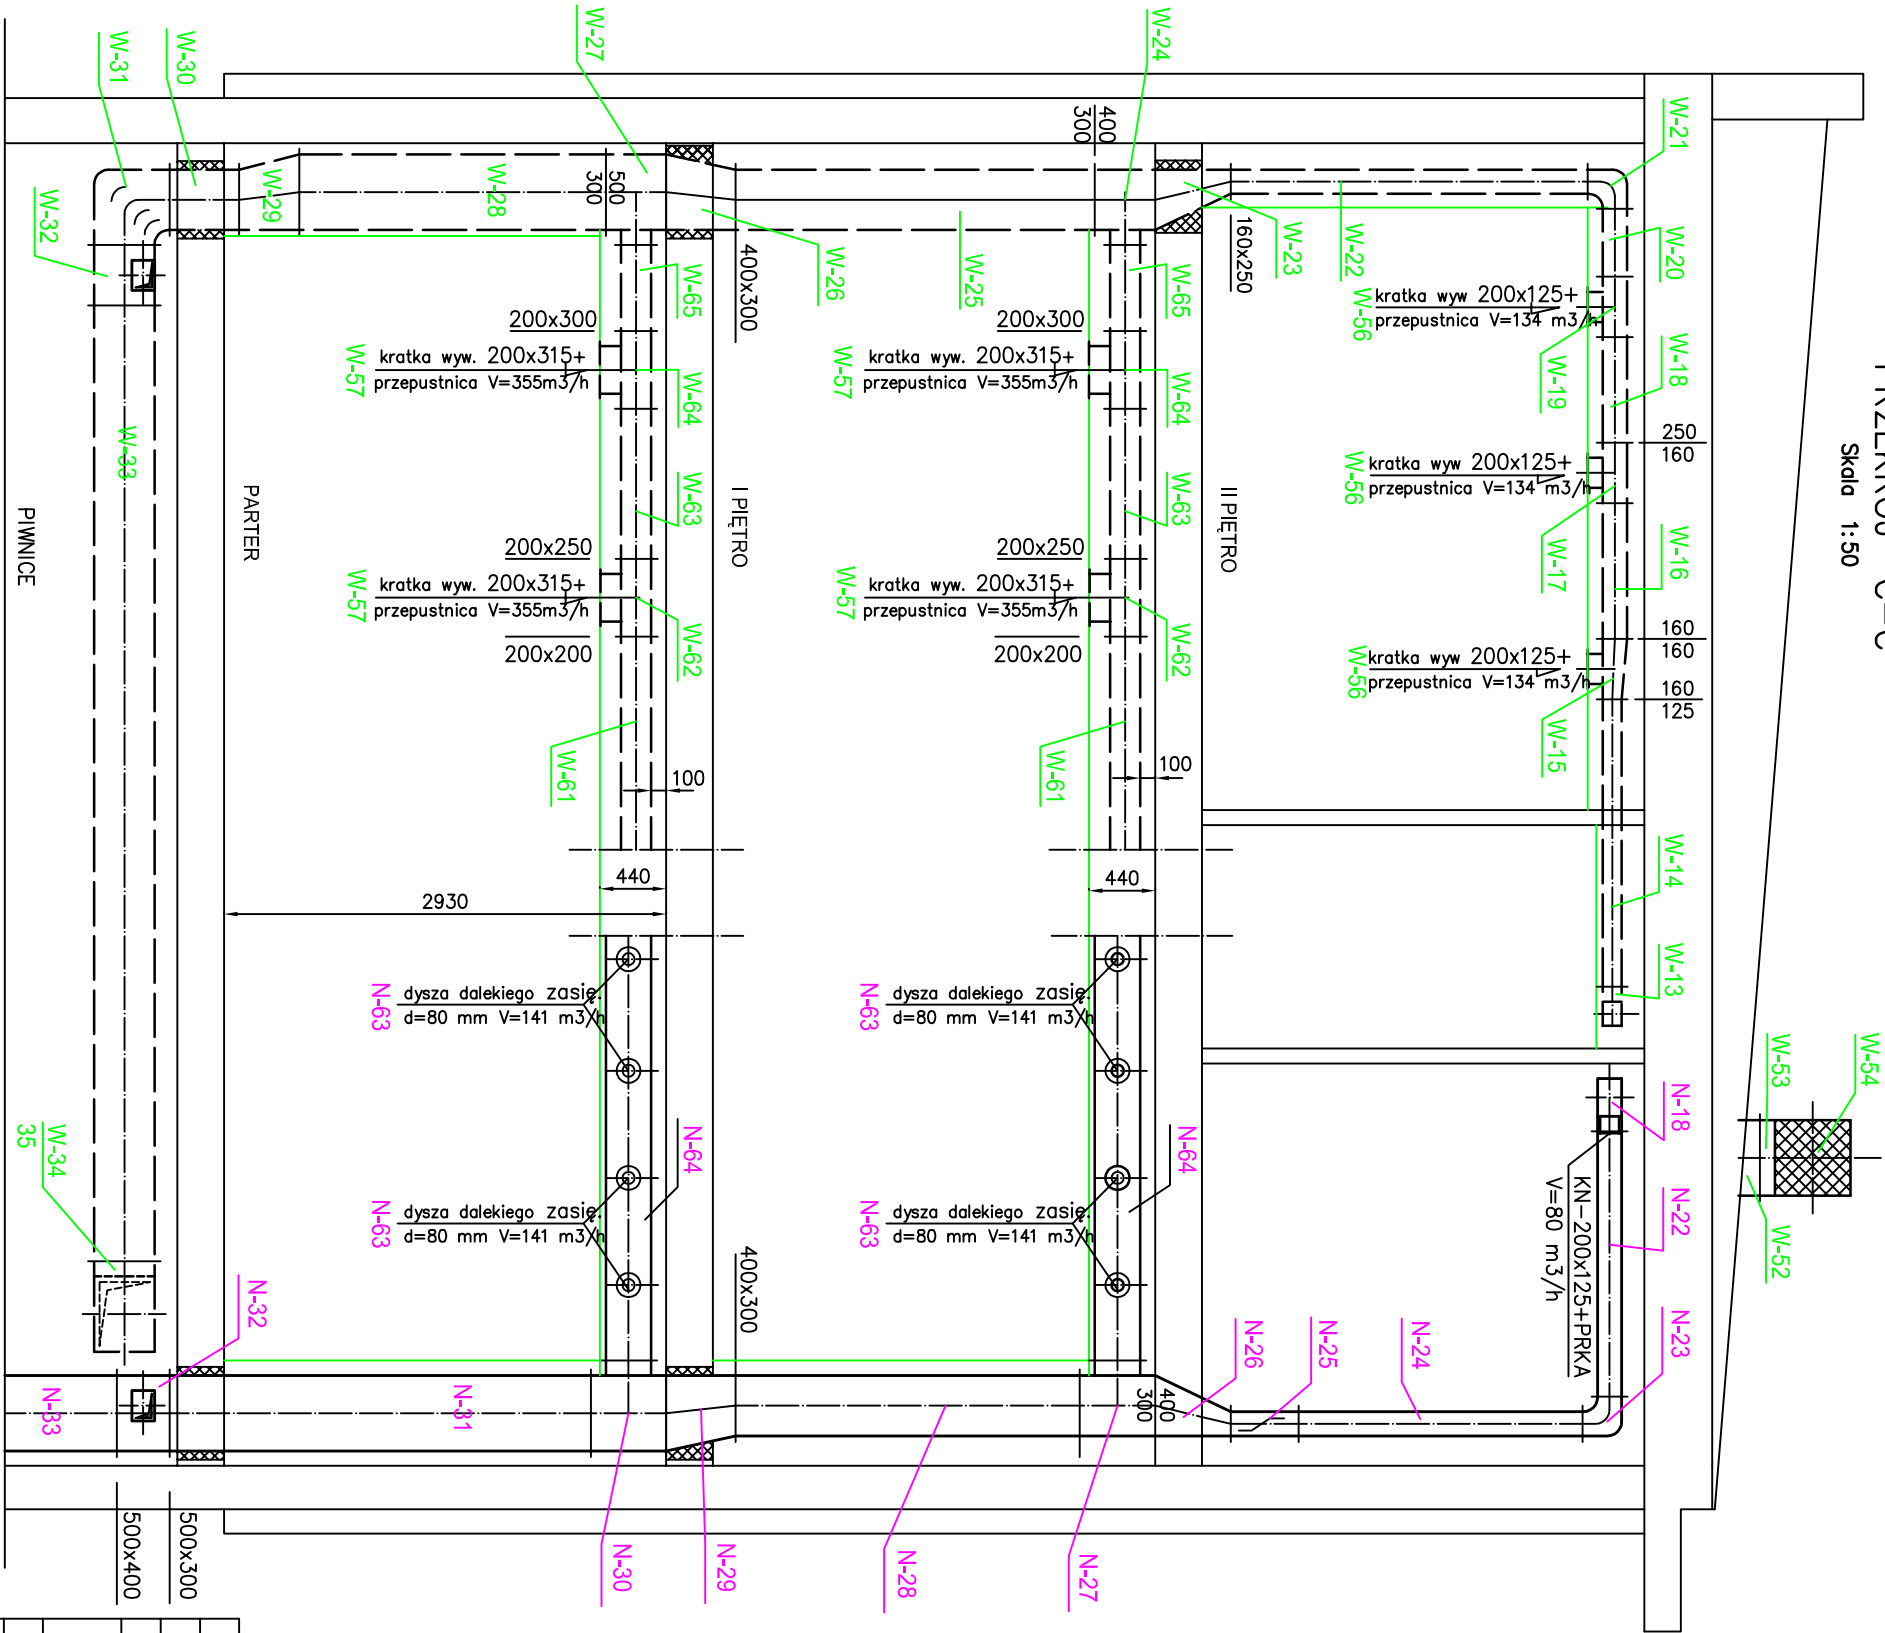 Skala 1:50
W-54
W-53
W-52
W-21
W-20
W-18
W-16
W-14
W-13
N-18
N-22
N-23
250
160
160
160
160
125
W-24
W-23
W-22
160x250
400
300
kratka wyw 200x125+
przepustnica V=134 m3/h
W-56
W-19
kratka wyw 200x125+
przepustnica V=134 m3/h
W-56
W-17
kratka wyw 200x125+
przepustnica V=134 m3/h
W-56
W-15
KN-200x125+PRKA
V=80 m3/h
N-24
N-25
N-26
400
300
II PIĘTRO
W-27
W-26
W-25
400x300
500
300
W-65
200x300
W-64
kratka wyw. 200x315+
przepustnica V=355m3/h
W-57
W-63
200x250
kratka wyw. 200x315+
przepustnica V=355m3/h
W-57
W-62
200x200
W-61
100
440
dysza dalekiego zasię.
d=80 mm V=141 m3/h
N-63
N-64
dysza dalekiego zasię.
d=80 mm V=141 m3/h
N-63
400x300
N-27
N-28
I PIĘTRO
W-65
200x300
W-64
kratka wyw. 200x315+
przepustnica V=355m3/h
W-57
W-63
200x250
kratka wyw. 200x315+
przepustnica V=355m3/h
W-57
W-62
200x200
W-61
100
440
2930
dysza dalekiego zasię.
d=80 mm V=141 m3/h
N-63
N-64
dysza dalekiego zasię.
d=80 mm V=141 m3/h
N-63
N-29
N-30
W-28
W-29
PARTER
W-30
W-31
W-32
W-33
W-34
35
N-32
N-31
N-33
500x300
500x400
PIWNICE